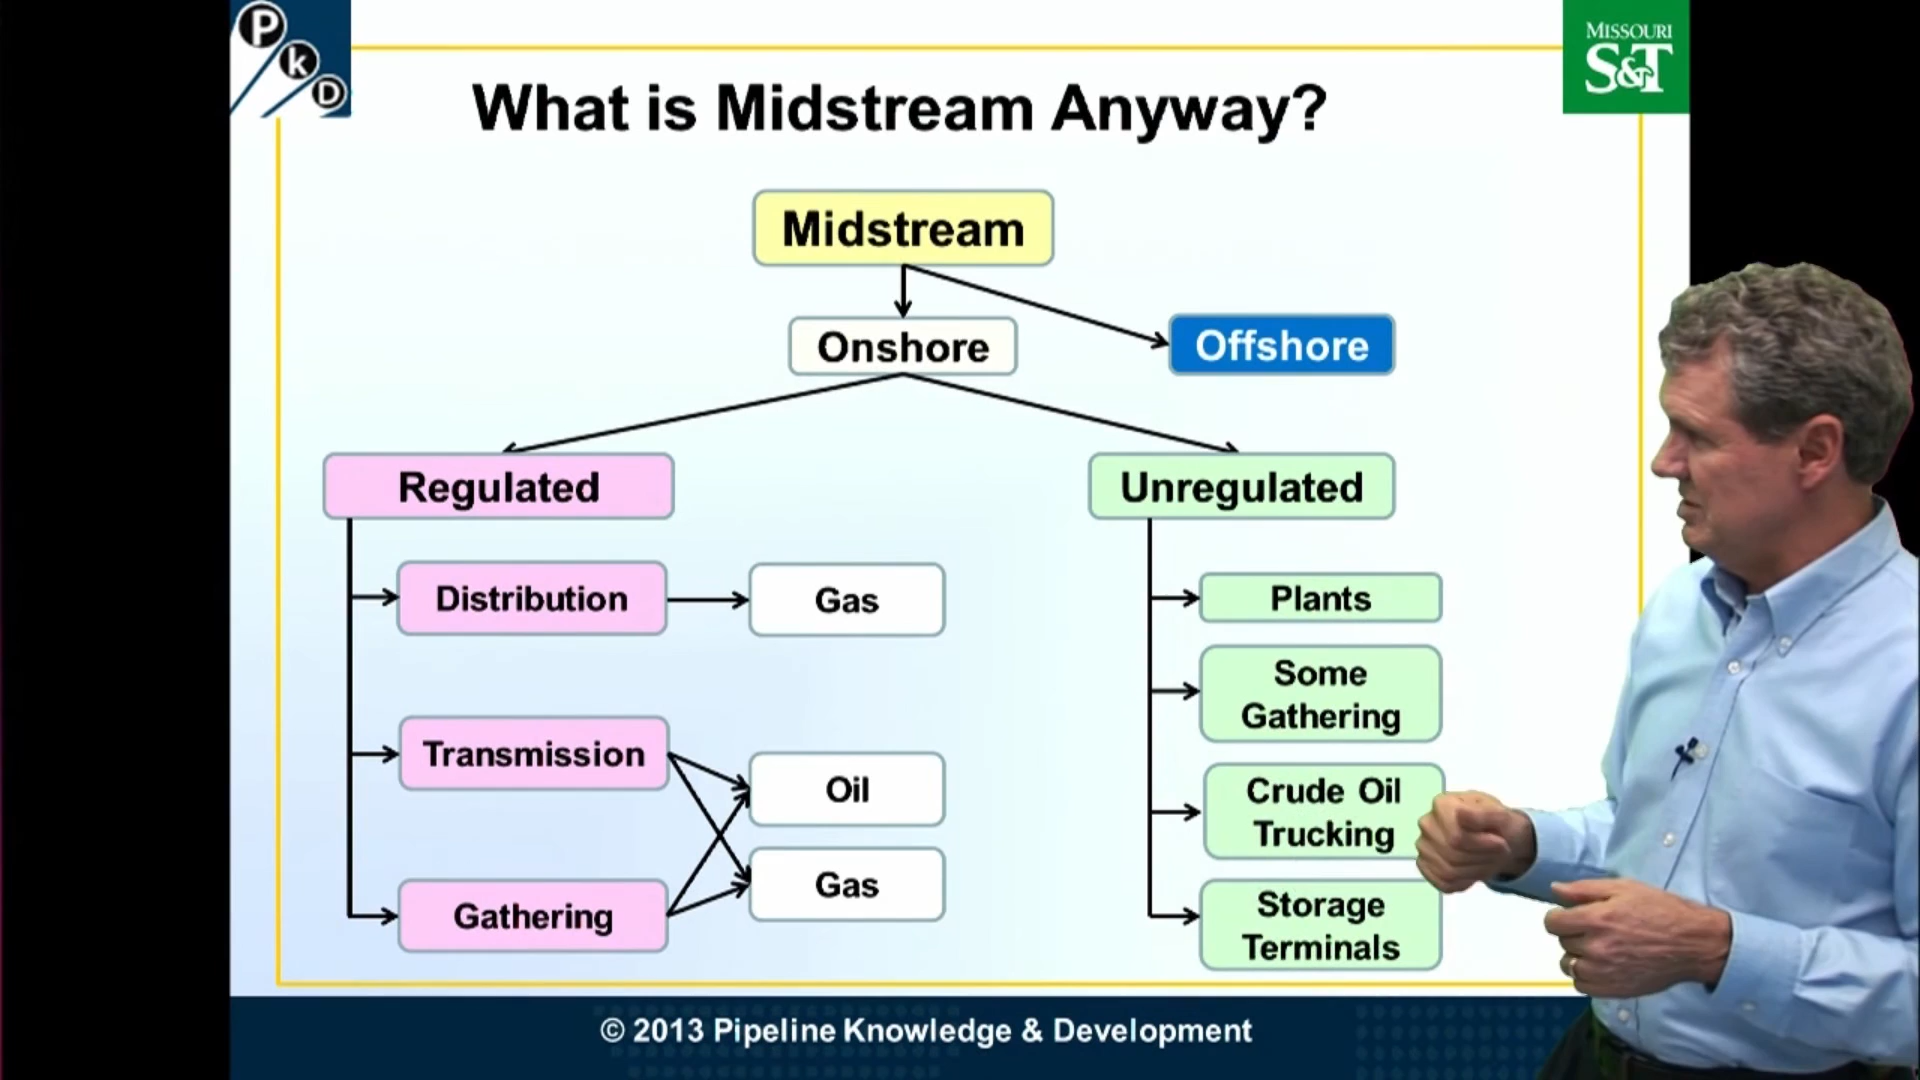 P
k
D
MISSOURI
S&T
What is Midstream Anyway?
Midstream
Onshore
Offshore
Regulated
Unregulated
Distribution
Gas
Plants
Some
Gathering
Transmission
Oil
Crude Oil
Trucking
Gas
Gathering
Storage
Terminals
© 2013 Pipeline Knowledge & Development